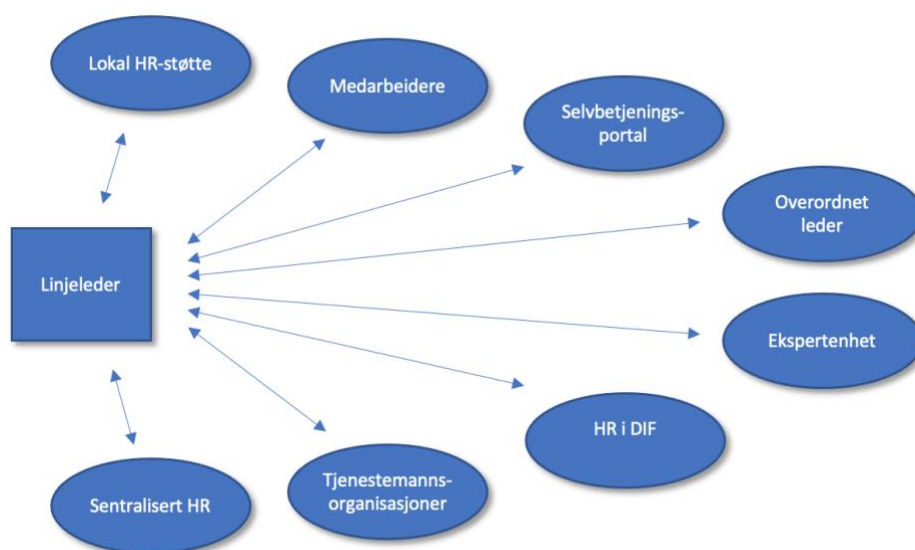 Lokal HR-støtte
Medarbeidere
Selvbetjenings-
portal
Overordnet
leder
Linjeleder
Ekspertenhet
HR i DIF
Tjenestemanns-
organisasjoner
Sentralisert HR